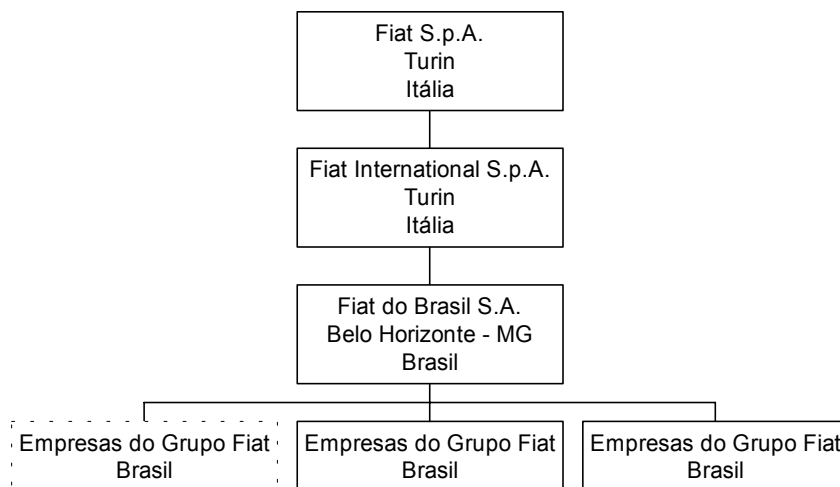 Fiat S.p.A.
Turin
Itália
Fiat International S.p.A.
Turin
Itália
Fiat do Brasil S.A.
Belo Horizonte - MG
Brasil
Empresas do Grupo Fiat
Brasil
Empresas do Grupo Fiat
Brasil
Empresas do Grupo Fiat
Brasil